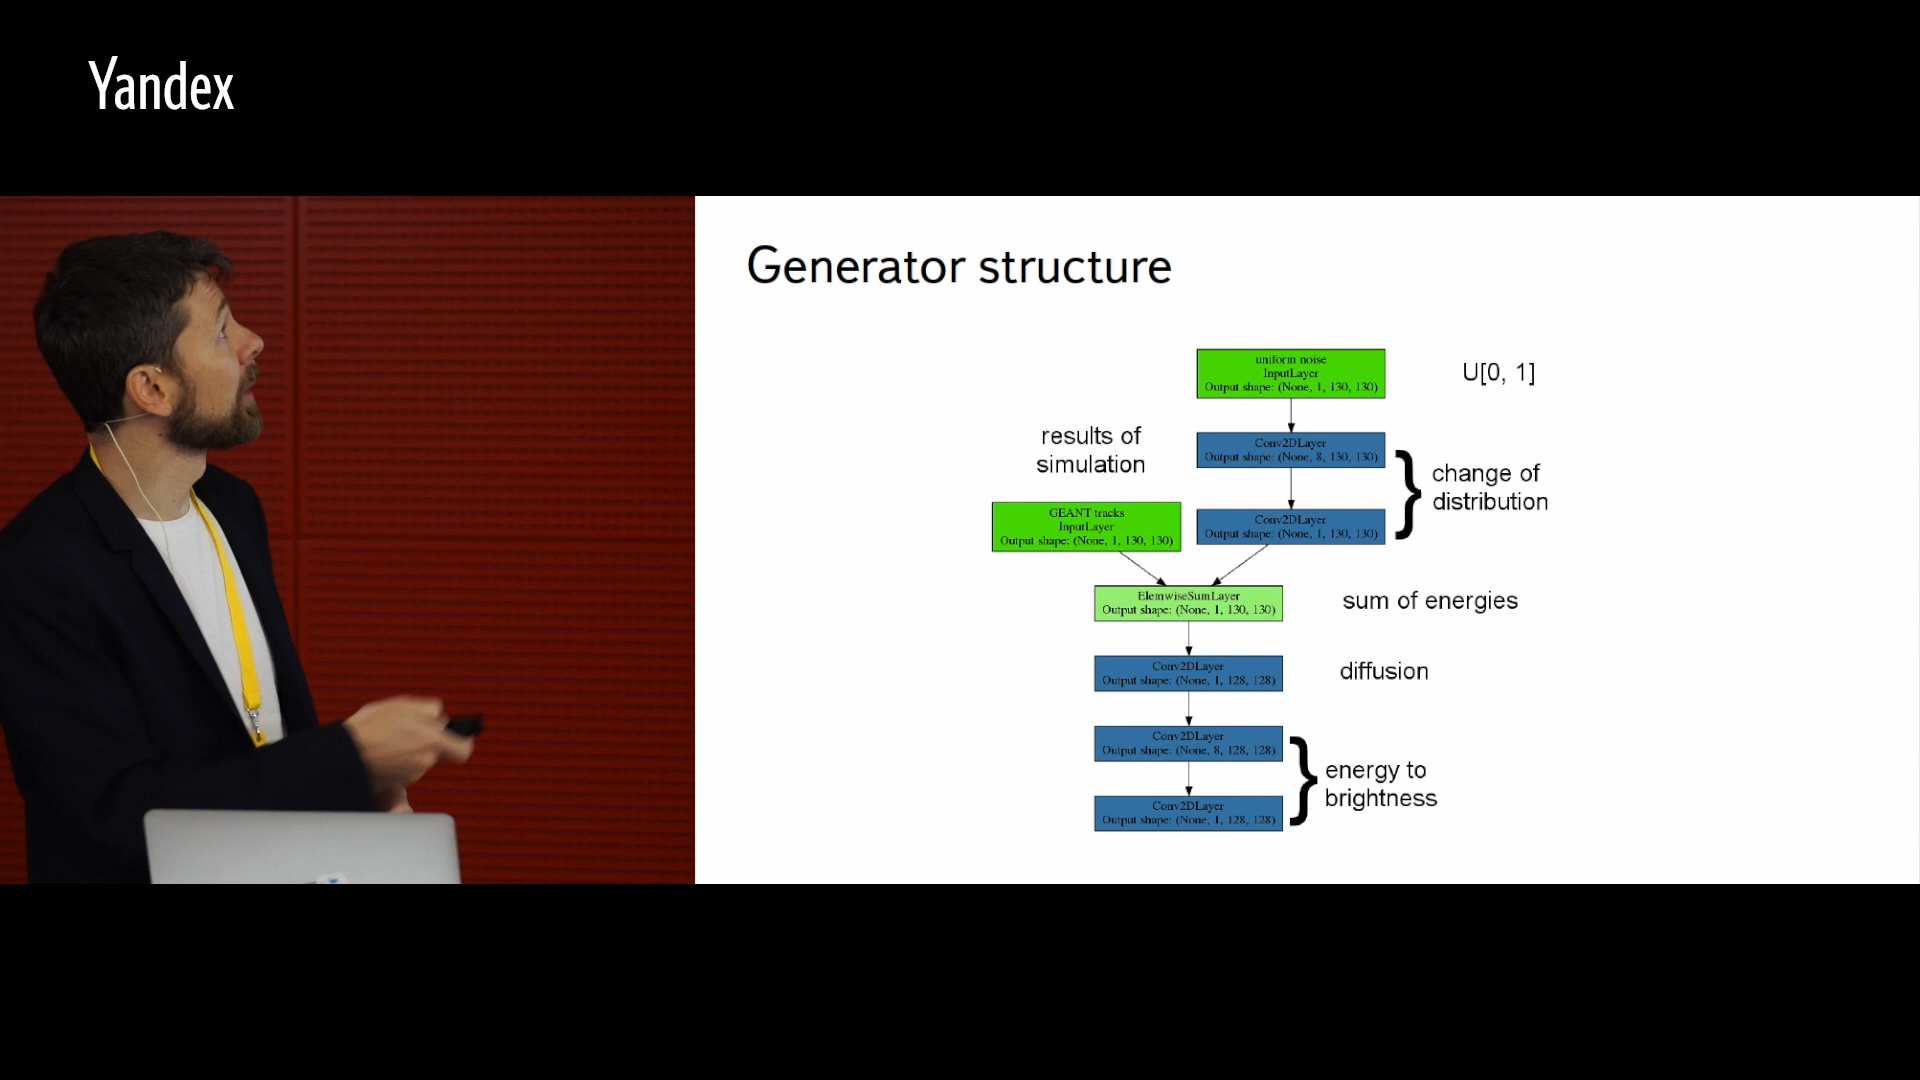 Yandex
Generator structure
uniform noise
InputLayer
Output shape: (None, 1, 130, 130)
U[0, 1]
results of
simulation
Conv2DLayer
Output shape: (None, 8, 130, 130)
change of
distribution
GEANT tracks
InputLayer
Output shape: (None, 1, 130, 130)
Conv2DLayer
Output shape: (None, 1, 130, 130)
ElemwiseSumLayer
Output shape: (None, 1, 130, 130)
sum of energies
Conv2DLayer
Output shape: (None, 1, 128, 128)
diffusion
Conv2DLayer
Output shape: (None, 8, 128, 128)
energy to
brightness
Conv2DLayer
Output shape: (None, 1, 128, 128)